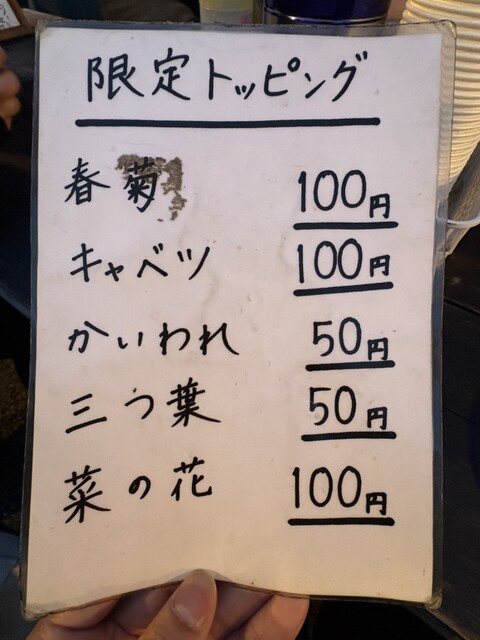 限定トッピング
春菊 100円
キャベツ 100円
かいわれ 50円
三つ葉 50円
菜の花 100円